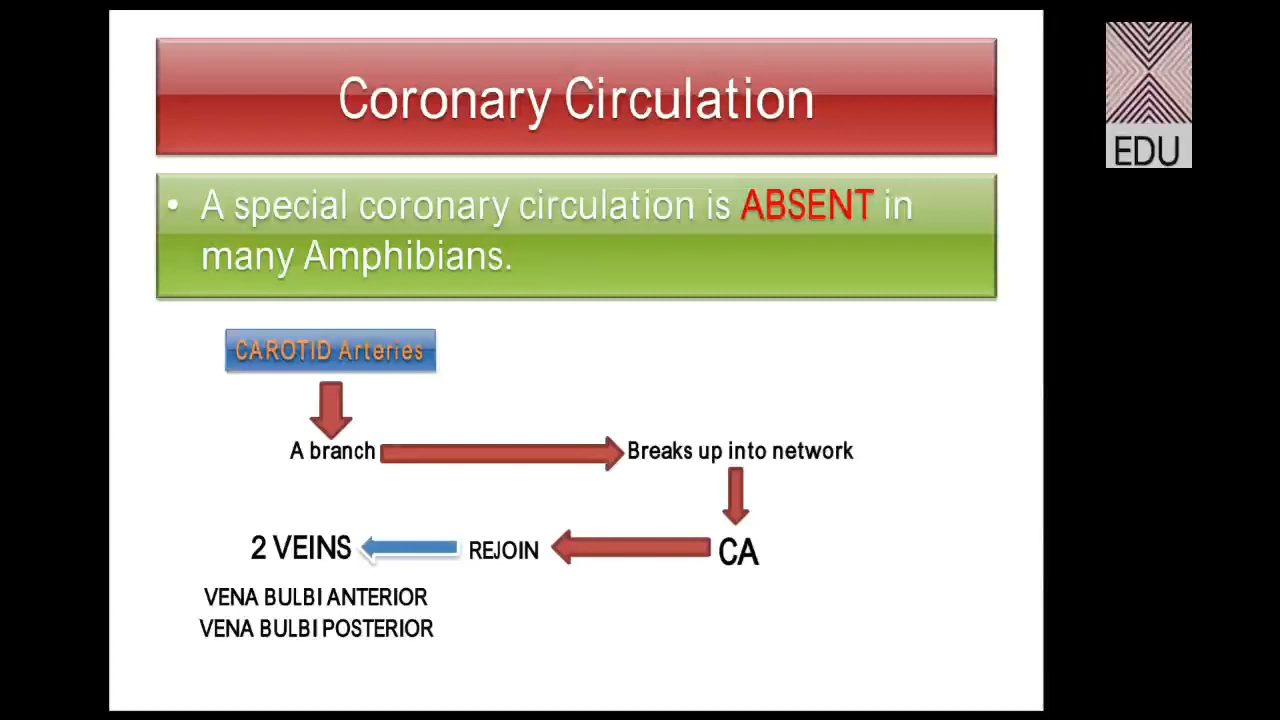 Coronary Circulation
EDU
• A special coronary circulation is ABSENT in
many Amphibians.
CAROTID Arteries
A branch
Breaks up into network
2 VEINS
REJOIN
CA
VENA BULBI ANTERIOR
VENA BULBI POSTERIOR